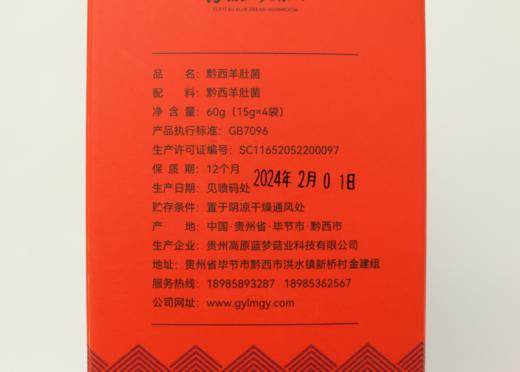 PLATEAU BLUE DREAM MUSHROOM
品 名：黔西羊肚菌
配 料：黔西羊肚菌
净 含 量：60g（15g×4袋）
产品执行标准：GB7096
生产许可证编号：SC11652052200097
保 质 期：12个月
生产日期：见喷码处 2024年2月01日
贮存条件：置于阴凉干燥通风处
产 地：中国·贵州省·毕节市·黔西市
生产企业：贵州高原蓝梦菇业科技有限公司
地址：贵州省毕节市黔西市洪水镇新桥村金建组
服务热线：18985893287 18985362567
公司网址：www.gylmgy.com